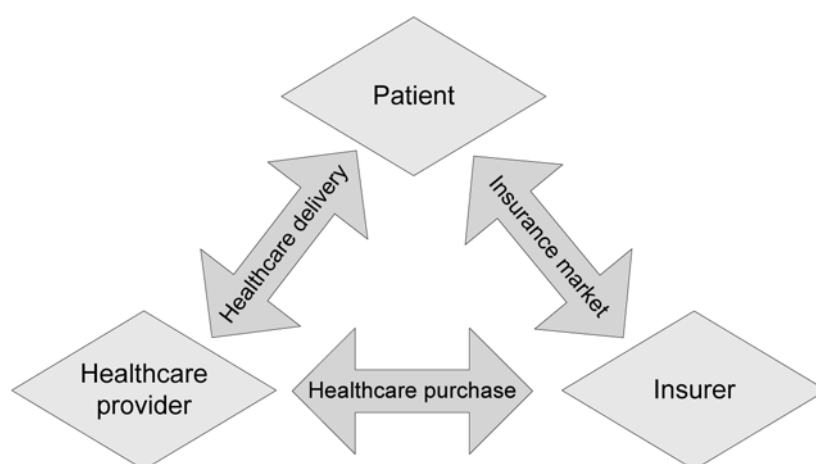 Patient
Healthcare delivery
Insurance market
Healthcare
provider
Healthcare purchase
Insurer